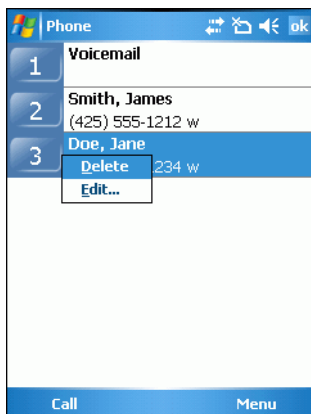 Phone ok
1 Voicemail
2 Smith, James
(425) 555-1212 w
3 Doe, Jane
Delete 234 w
Edit...
Call Menu